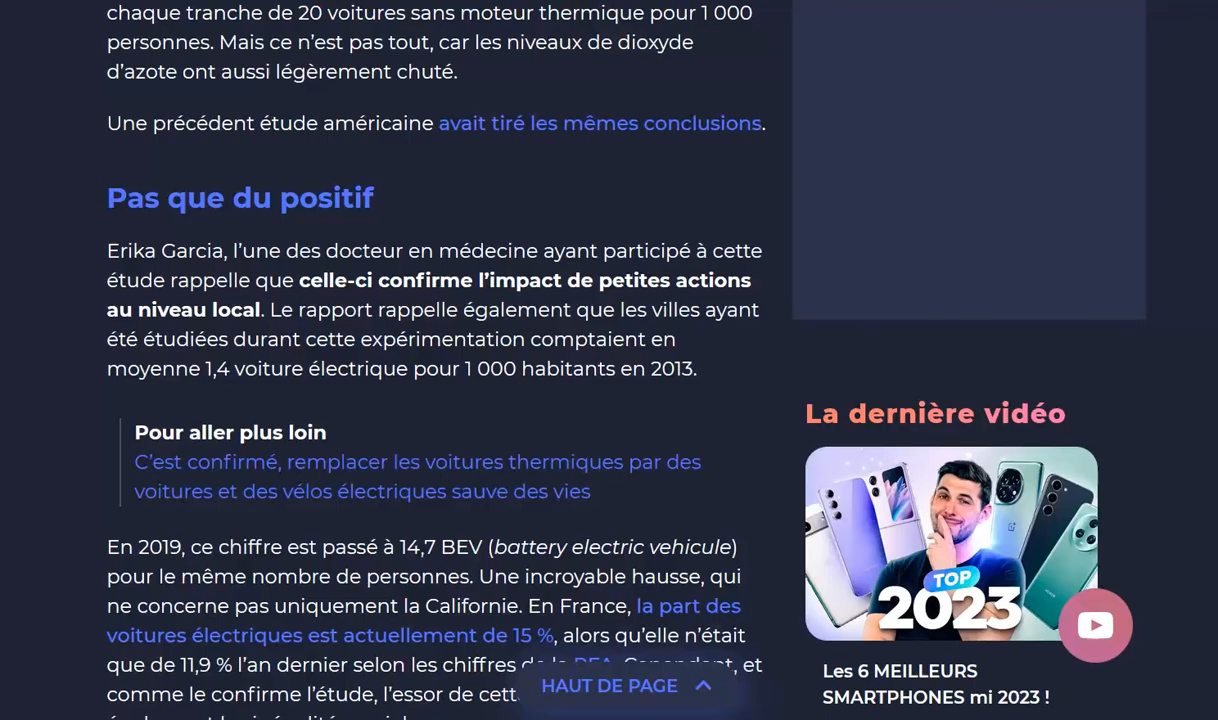 chaque tranche de 20 voitures sans moteur thermique pour 1 000
personnes. Mais ce n’est pas tout, car les niveaux de dioxyde
d’azote ont aussi légèrement chuté.
Une précédent étude américaine avait tiré les mêmes conclusions.
Pas que du positif
Erika Garcia, l’une des docteur en médecine ayant participé à cette
étude rappelle que celle-ci confirme l’impact de petites actions
au niveau local. Le rapport rappelle également que les villes ayant
été étudiées durant cette expérimentation comptaient en
moyenne 1,4 voiture électrique pour 1 000 habitants en 2013.
Pour aller plus loin
C’est confirmé, remplacer les voitures thermiques par des
voitures et des vélos électriques sauve des vies
En 2019, ce chiffre est passé à 14,7 BEV (battery electric vehicule)
pour le même nombre de personnes. Une incroyable hausse, qui
ne concerne pas uniquement la Californie. En France, la part des
voitures électriques est actuellement de 15 %, alors qu’elle n’était
que de 11,9 % l’an dernier selon les chiffres de la PFA. Cependant, et
comme le confirme l’étude, l’essor de cett
HAUT DE PAGE
La dernière vidéo
TOP
2023
Les 6 MEILLEURS
SMARTPHONES mi 2023 !